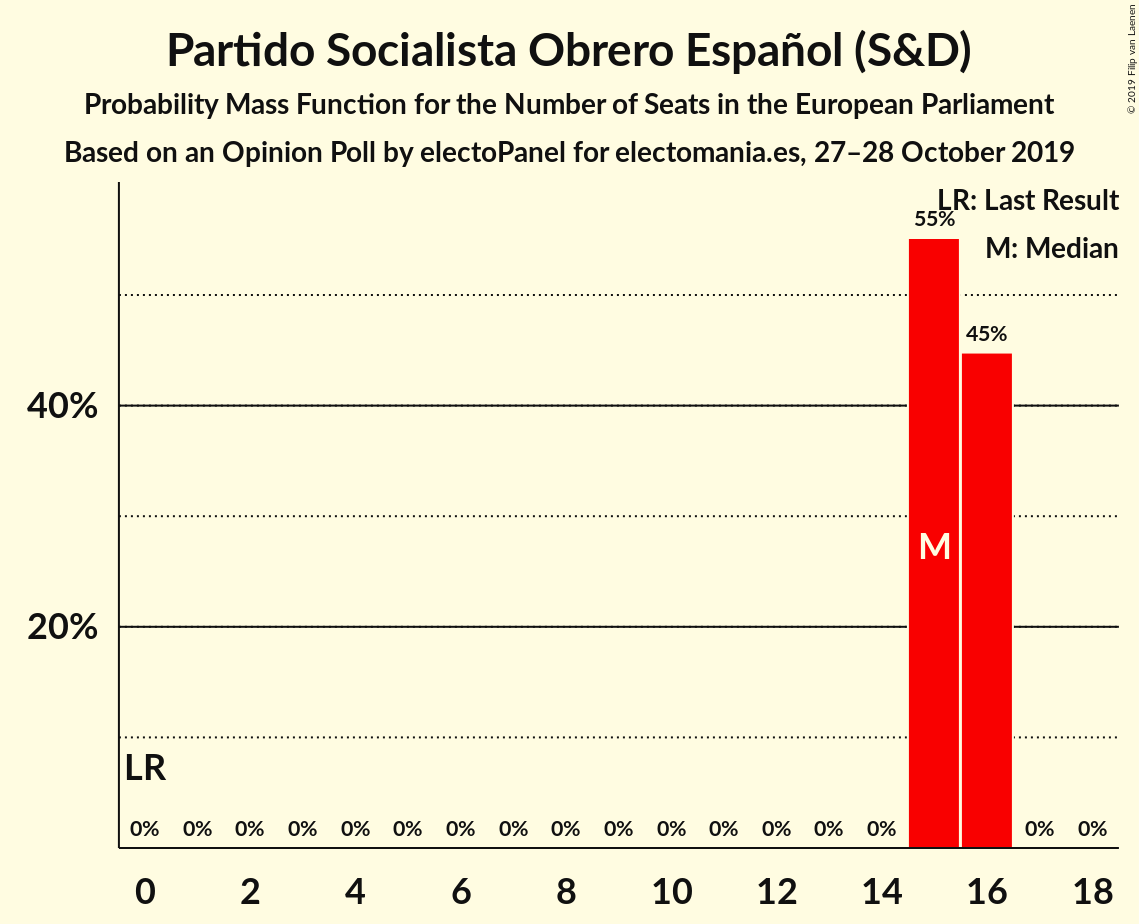 Partido Socialista Obrero Español (S&D)
Probability Mass Function for the Number of Seats in the European Parliament
Based on an Opinion Poll by electoPanel for electomania.es, 27–28 October 2019
© 2019 Filip van Laenen
LR: Last Result
M: Median
55%
45%
40%
20%
M
LR
0% 0% 0% 0% 0% 0% 0% 0% 0% 0% 0% 0% 0% 0% 0% 0% 0%
0 2 4 6 8 10 12 14 16 18